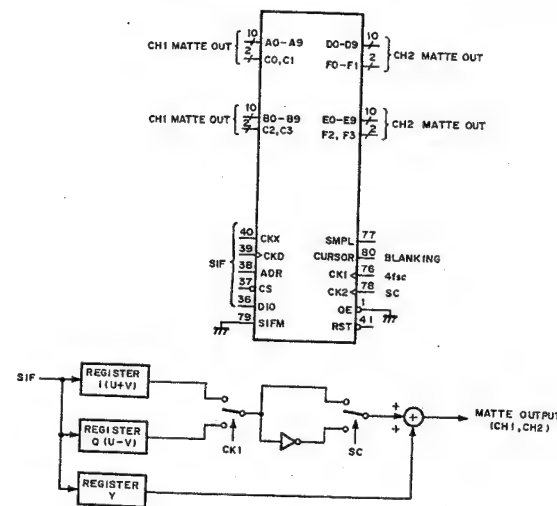 10 A0-A9 D0-D9 10
CH1 MATTE OUT 2 C0, C1 F0-F1 2 CH2 MATTE OUT
10 B0-B9 E0-E9 10
CH1 MATTE OUT 2 C2, C3 F2, F3 2 CH2 MATTE OUT
40 CKX SMPL 77
39 CKD CURSOR 80 BLANKING
SIF 38 ADR CK1 76 4fsc
37 CS CK2 78 SC
36 DIO OE 1
79 SIFM RST 41
SIF REGISTER
I (U+V)
REGISTER
Q (U-V)
CK1
SC
+
+
+
MATTE OUTPUT
(CH1, CH2)
REGISTER
Y